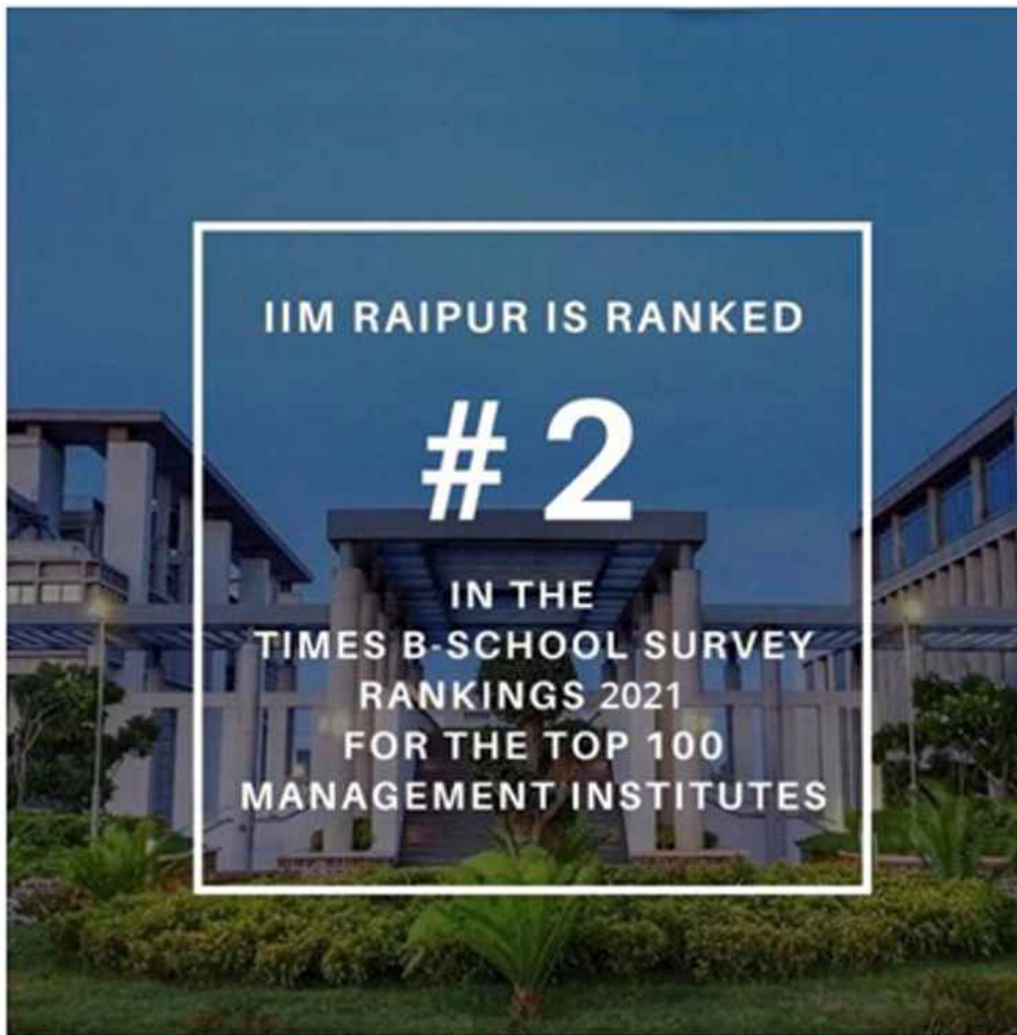 IIM RAIPUR IS RANKED
# 2
IN THE
TIMES B-SCHOOL SURVEY
RANKINGS 2021
FOR THE TOP 100
MANAGEMENT INSTITUTES